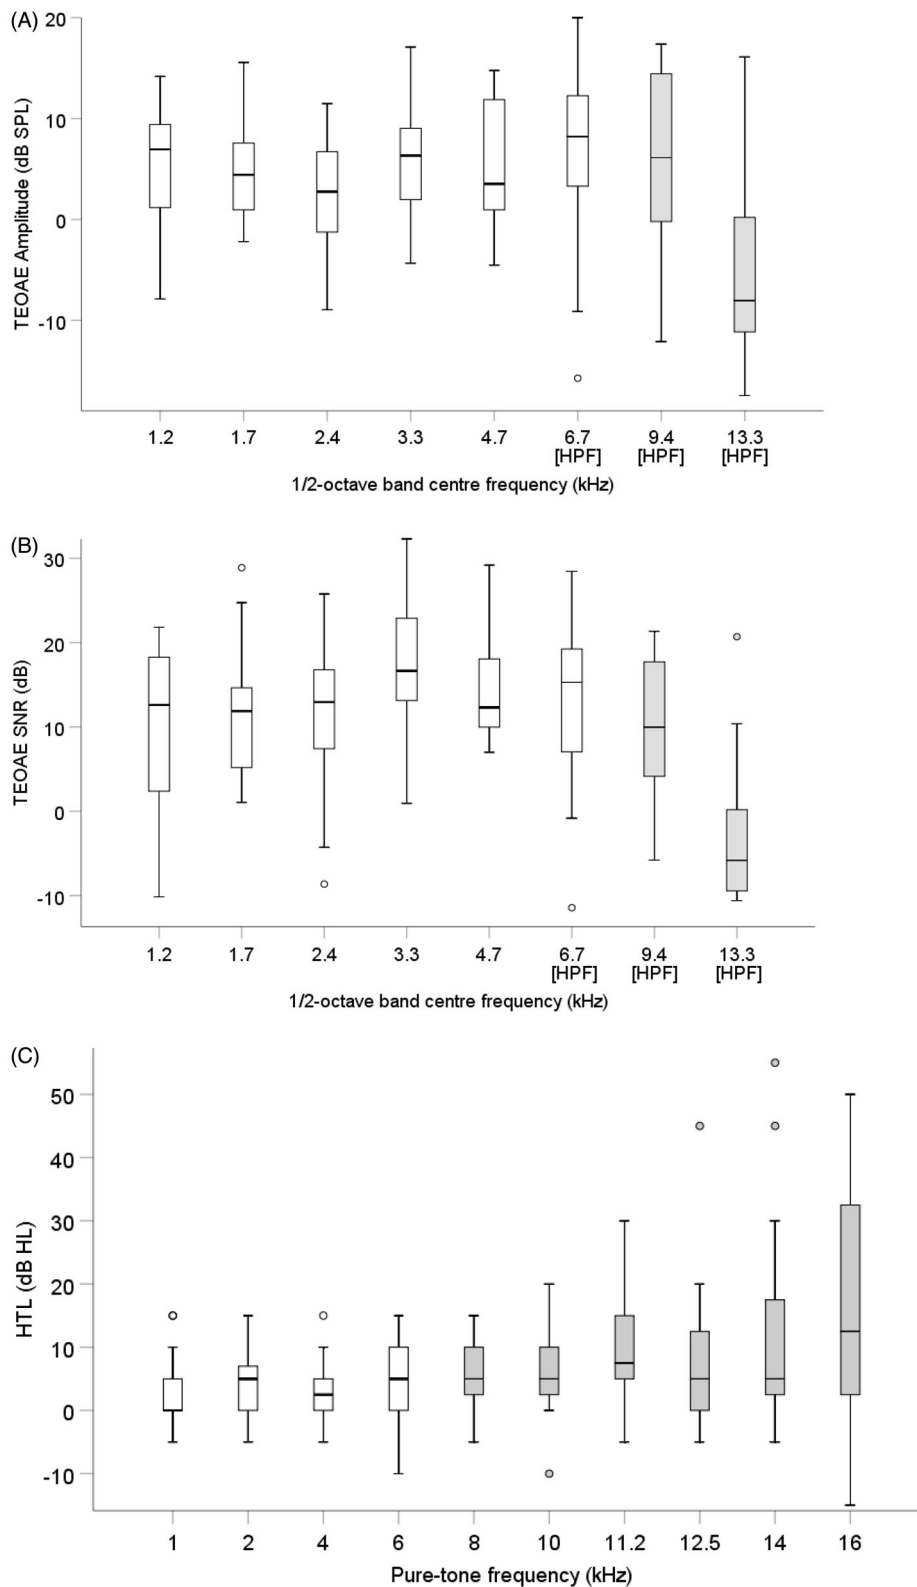 (A)
20
10
0
-10
TEOAE Amplitude (dB SPL)
1.2 1.7 2.4 3.3 4.7 6.7 9.4 13.3
[HPF] [HPF] [HPF]
1/2-octave band centre frequency (kHz)
(B)
30
20
10
0
-10
TEOAE SNR (dB)
1.2 1.7 2.4 3.3 4.7 6.7 9.4 13.3
[HPF] [HPF] [HPF]
1/2-octave band centre frequency (kHz)
(C)
50
40
30
20
10
0
-10
HTL (dB HL)
1 2 4 6 8 10 11.2 12.5 14 16
Pure-tone frequency (kHz)